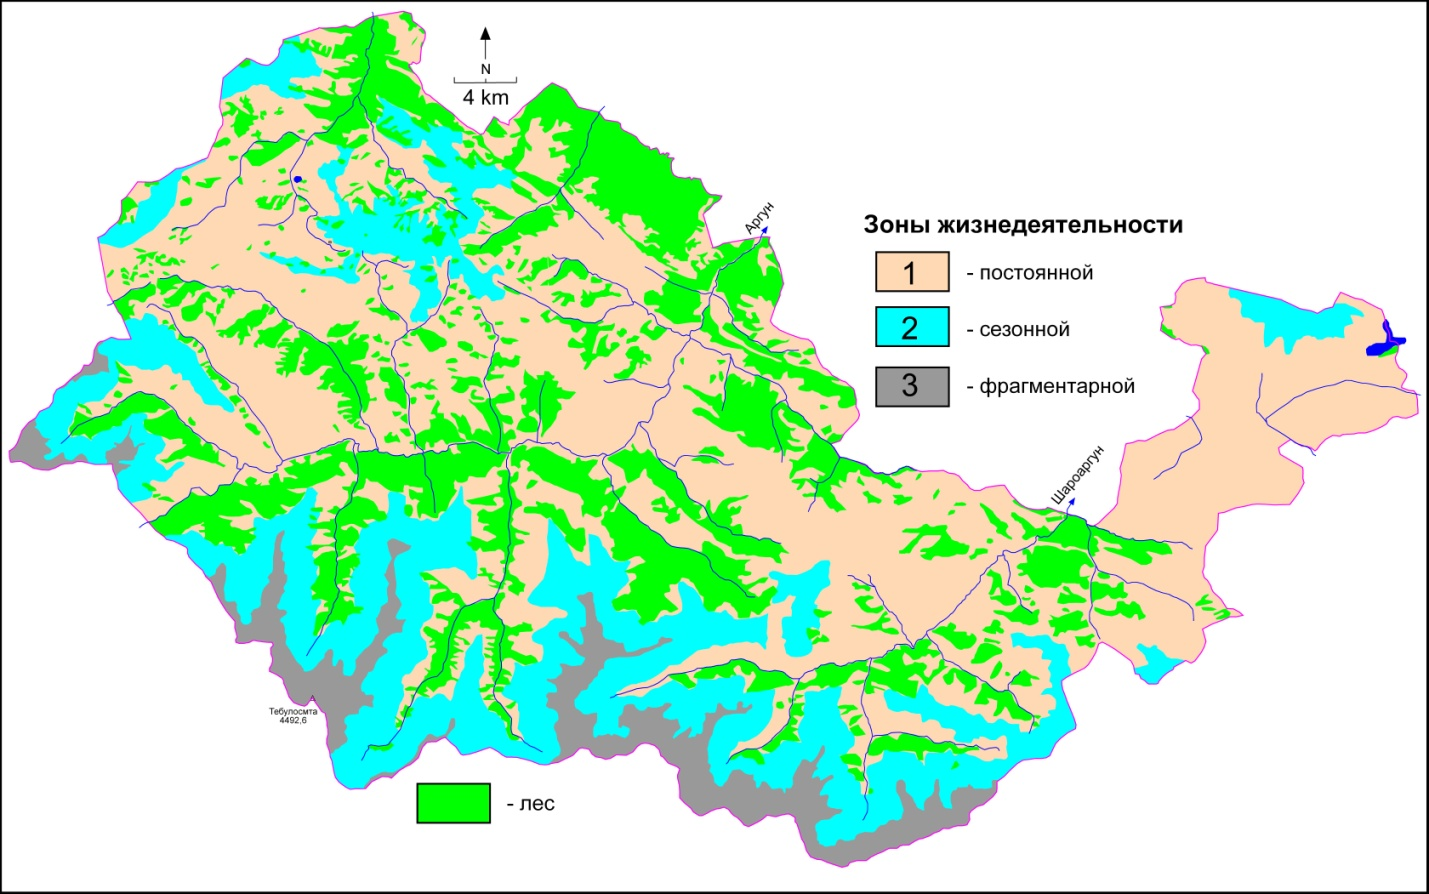 N
4 km
Аргун
Зоны жизнедеятельности
1 - постоянной
2 - сезонной
3 - фрагментарной
Шароаргун
Тебулосмта
4492,6
- лес